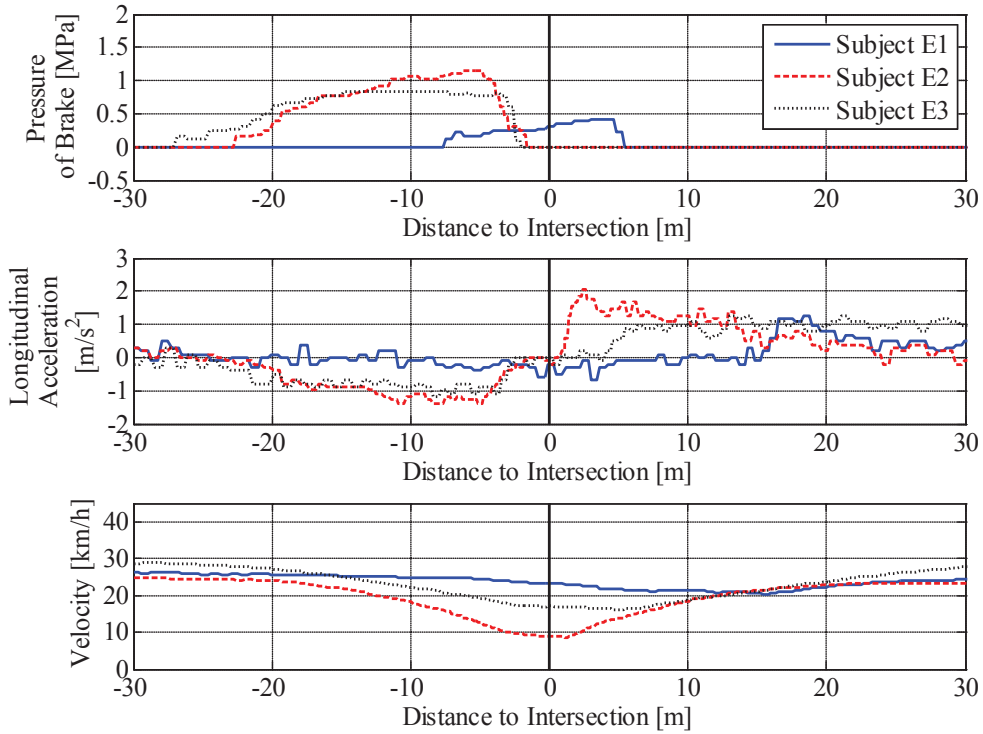 2
1.5
1
0.5
0
-0.5
Pressure
of Brake [MPa]
Subject E1
Subject E2
Subject E3
-30 -20 -10 0 10 20 30
Distance to Intersection [m]
3
2
1
0
-1
-2
Longitudinal
Acceleration
[m/s²]
-30 -20 -10 0 10 20 30
Distance to Intersection [m]
40
30
20
10
0
Velocity [km/h]
-30 -20 -10 0 10 20 30
Distance to Intersection [m]